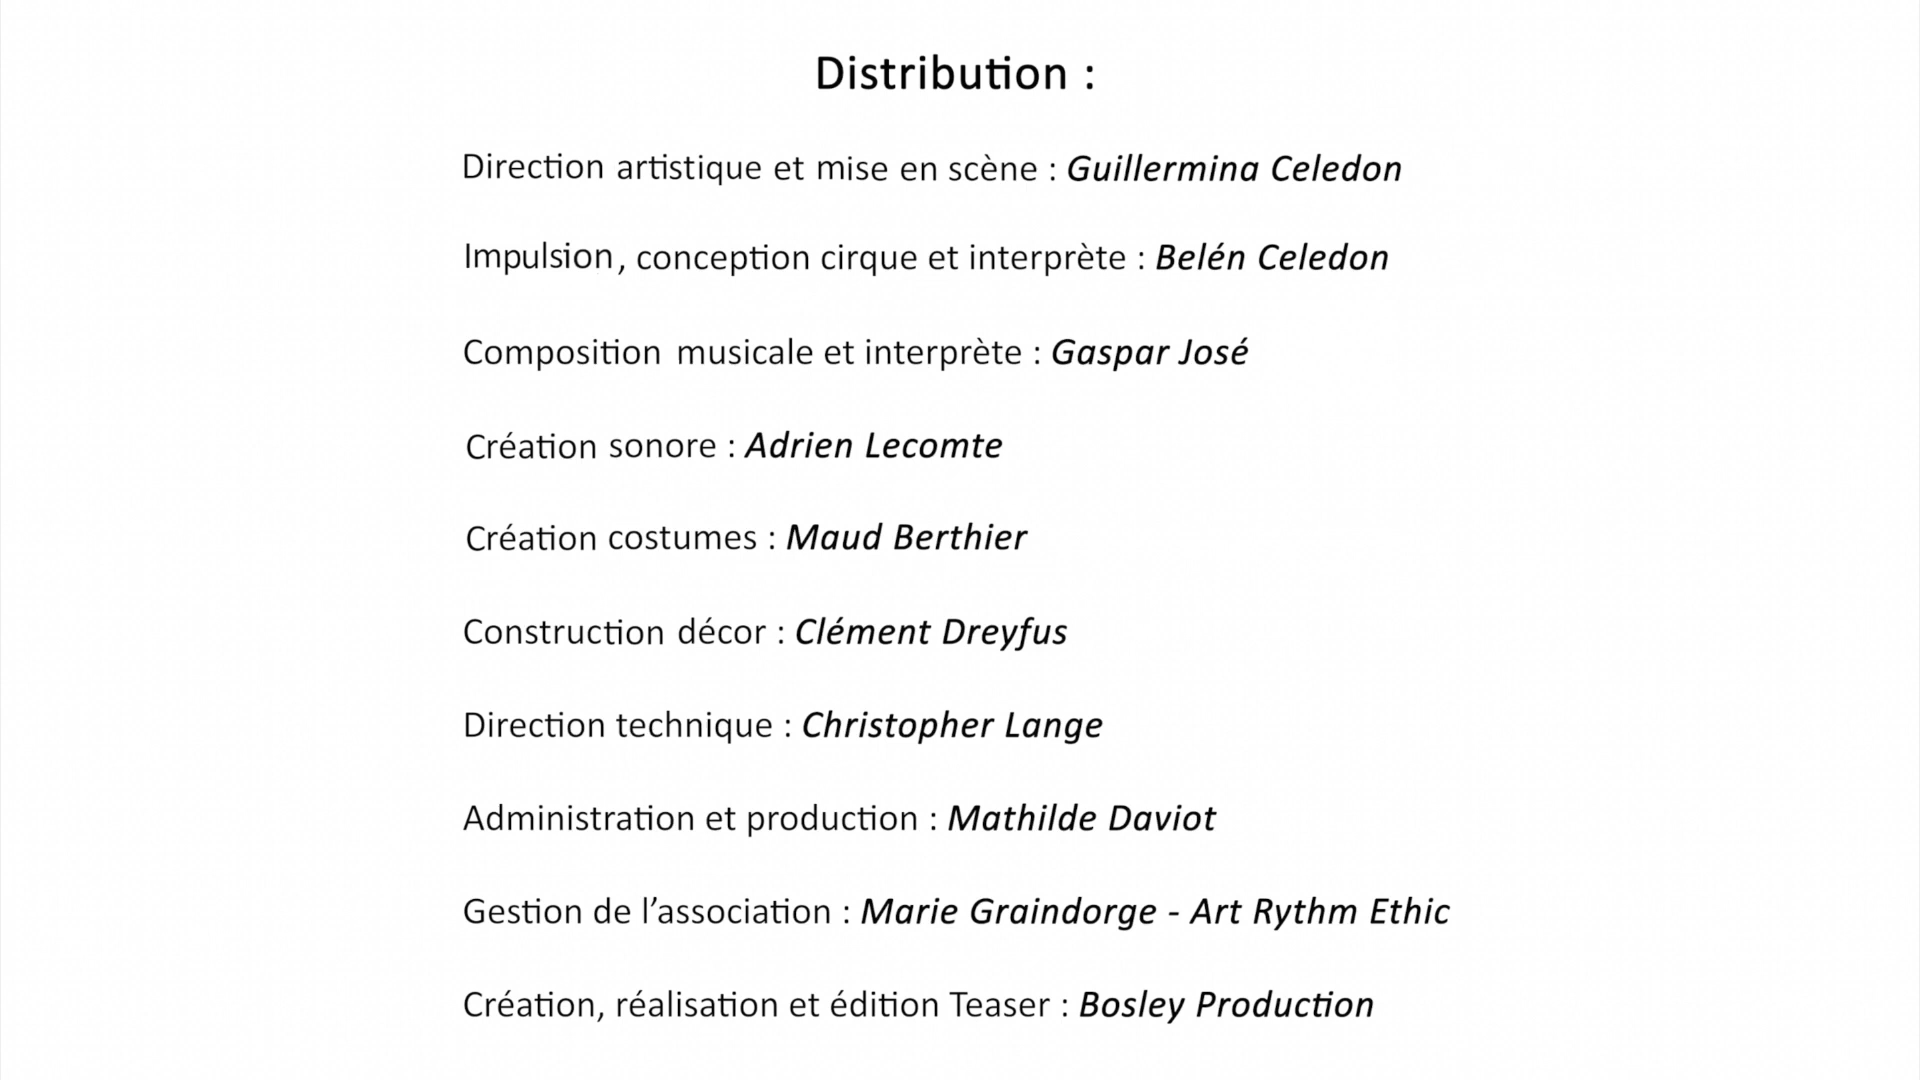 Distribution :
Direction artistique et mise en scène : Guillermina Celedon
Impulsion, conception cirque et interprète : Belén Celedon
Composition musicale et interprète : Gaspar José
Création sonore : Adrien Lecomte
Création costumes : Maud Berthier
Construction décor : Clément Dreyfus
Direction technique : Christopher Lange
Administration et production : Mathilde Daviot
Gestion de l’association : Marie Graindorge - Art Rythm Ethic
Création, réalisation et édition Teaser : Bosley Production